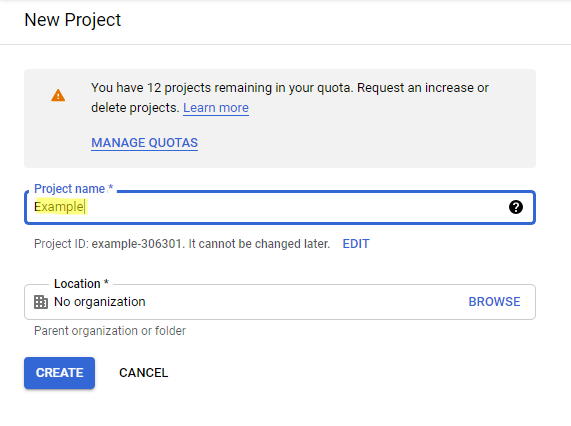 New Project
You have 12 projects remaining in your quota. Request an increase or
delete projects. Learn more
MANAGE QUOTAS
Project name *
Example
Project ID: example-306301. It cannot be changed later. EDIT
Location *
No organization BROWSE
Parent organization or folder
CREATE CANCEL